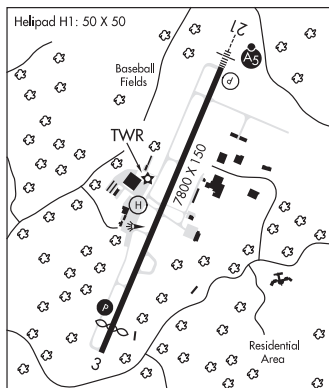 Helipad H1: 50 X 50
21
A5
Baseball
Fields
P
TWR
7800 X 150
H
P
3
Residential
Area